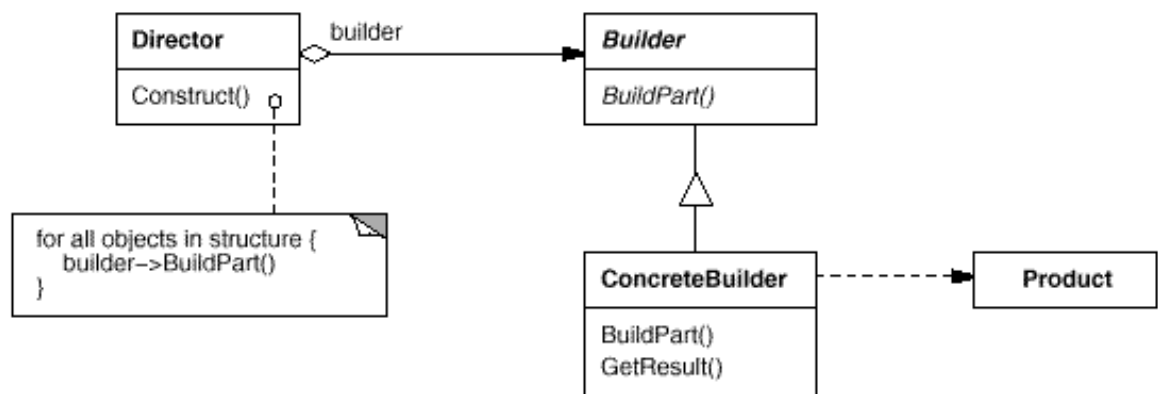 Director
Construct()
builder
Builder
BuildPart()
for all objects in structure {
builder–>BuildPart()
}
ConcreteBuilder
BuildPart()
GetResult()
Product